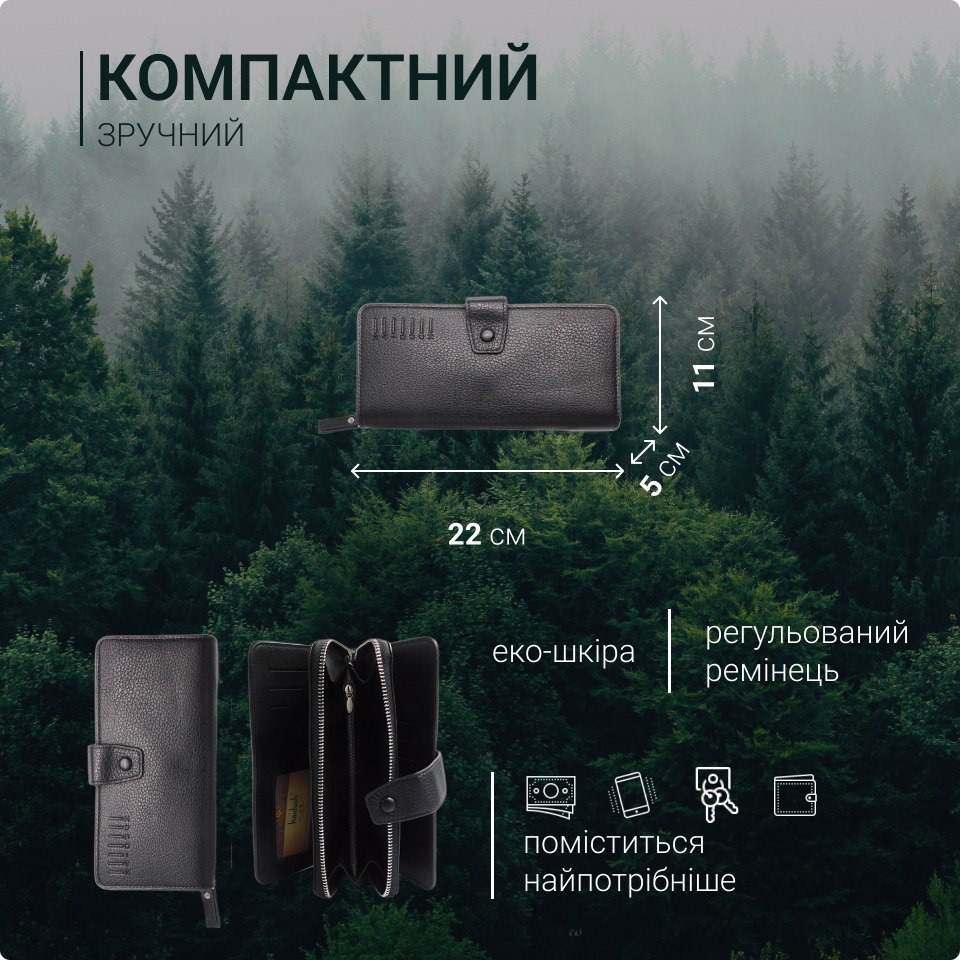 КОМПАКТНИЙ
ЗРУЧНИЙ
11 см
5 см
22 см
еко-шкіра
регульований
ремінець
поміститься
найпотрібніше